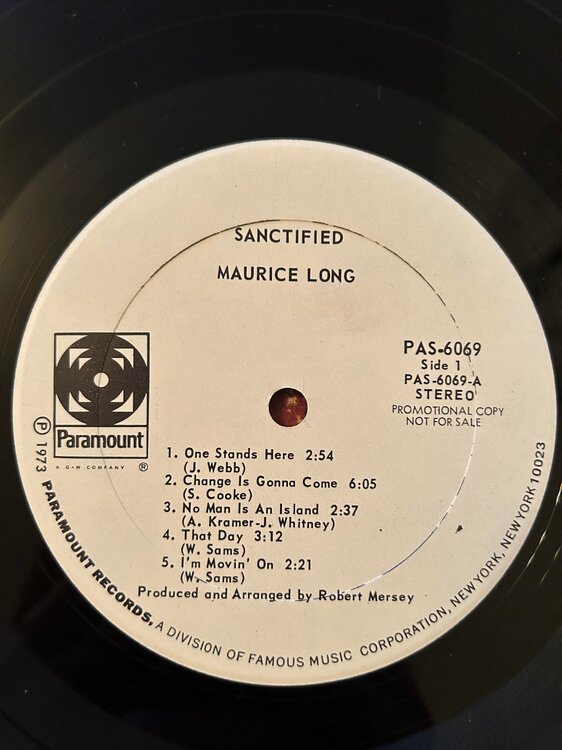 SANCTIFIED
MAURICE LONG
PAS-6069
Side 1
PAS-6069-A
STEREO
PROMOTIONAL COPY
NOT FOR SALE
Paramount
A G+W COMPANY ®
1. One Stands Here 2:54
(J. Webb)
2. Change Is Gonna Come 6:05
(S. Cooke)
3. No Man Is An Island 2:37
(A. Kramer-J. Whitney)
4. That Day 3:12
(W. Sams)
5. I'm Movin' On 2:21
(W. Sams)
Produced and Arranged by Robert Mersey
℗ 1973 PARAMOUNT RECORDS, A DIVISION OF FAMOUS MUSIC CORPORATION, NEW YORK, NEW YORK 10023